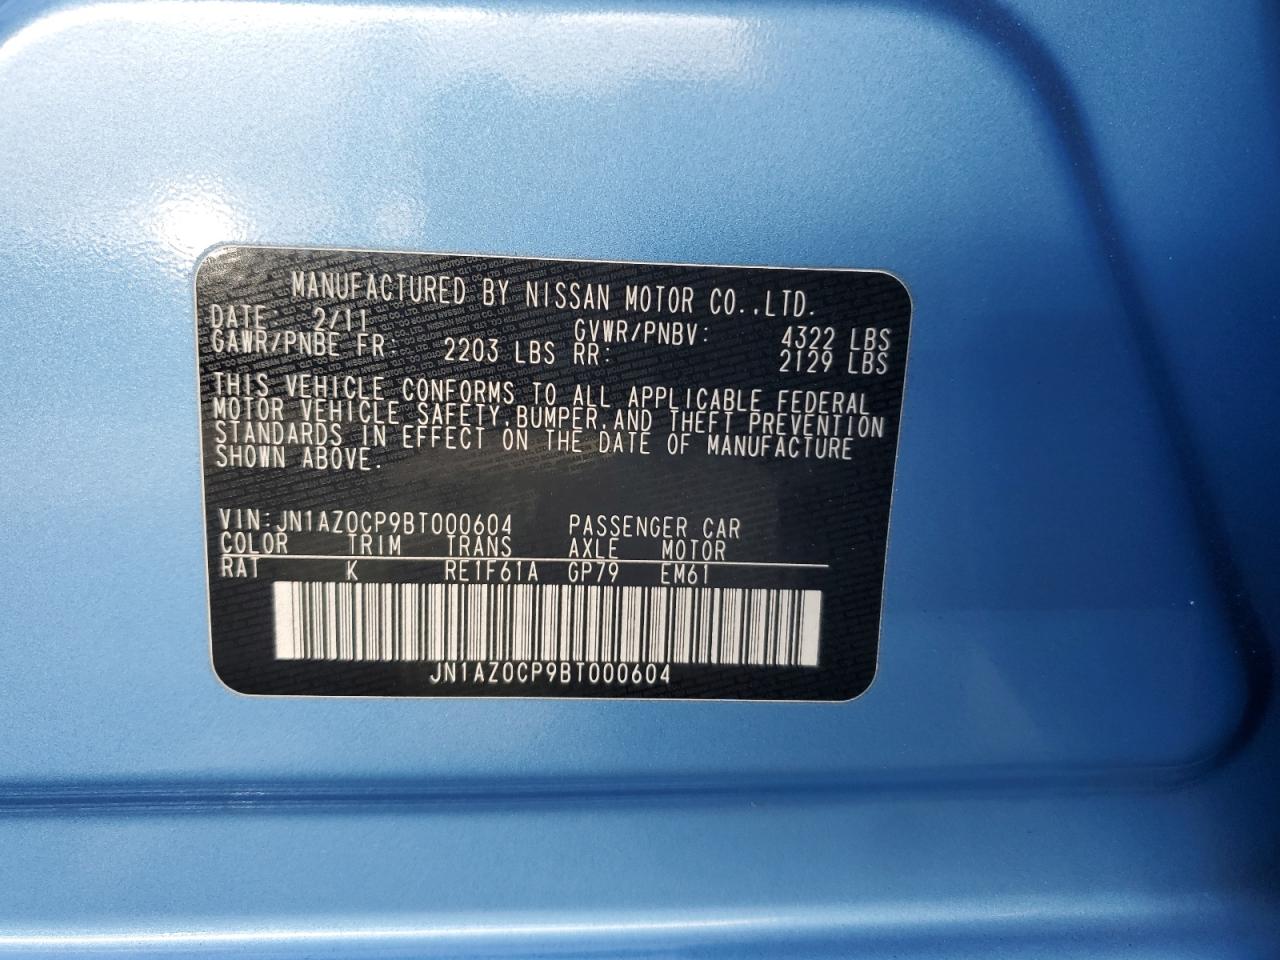 MANUFACTURED BY NISSAN MOTOR CO.,LTD.
DATE 2/11 GVWR/PNBV: 4322 LBS
GAWR/PNBE FR: 2203 LBS RR: 2129 LBS
THIS VEHICLE CONFORMS TO ALL APPLICABLE FEDERAL
MOTOR VEHICLE SAFETY,BUMPER,AND THEFT PREVENTION
STANDARDS IN EFFECT ON THE DATE OF MANUFACTURE
SHOWN ABOVE.
VIN:JN1AZ0CP9BT000604 PASSENGER CAR
COLOR TRIM TRANS AXLE MOTOR
RAT K RE1F61A GP79 EM61
JN1AZ0CP9BT000604